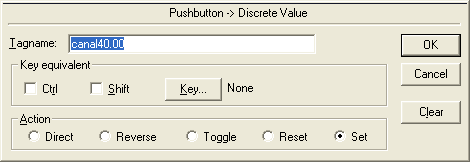 Pushbutton -> Discrete Value
Tagname: canal40.00
OK
Key equivalent
Cancel
Ctrl Shift Key... None
Clear
Action
Direct Reverse Toggle Reset Set